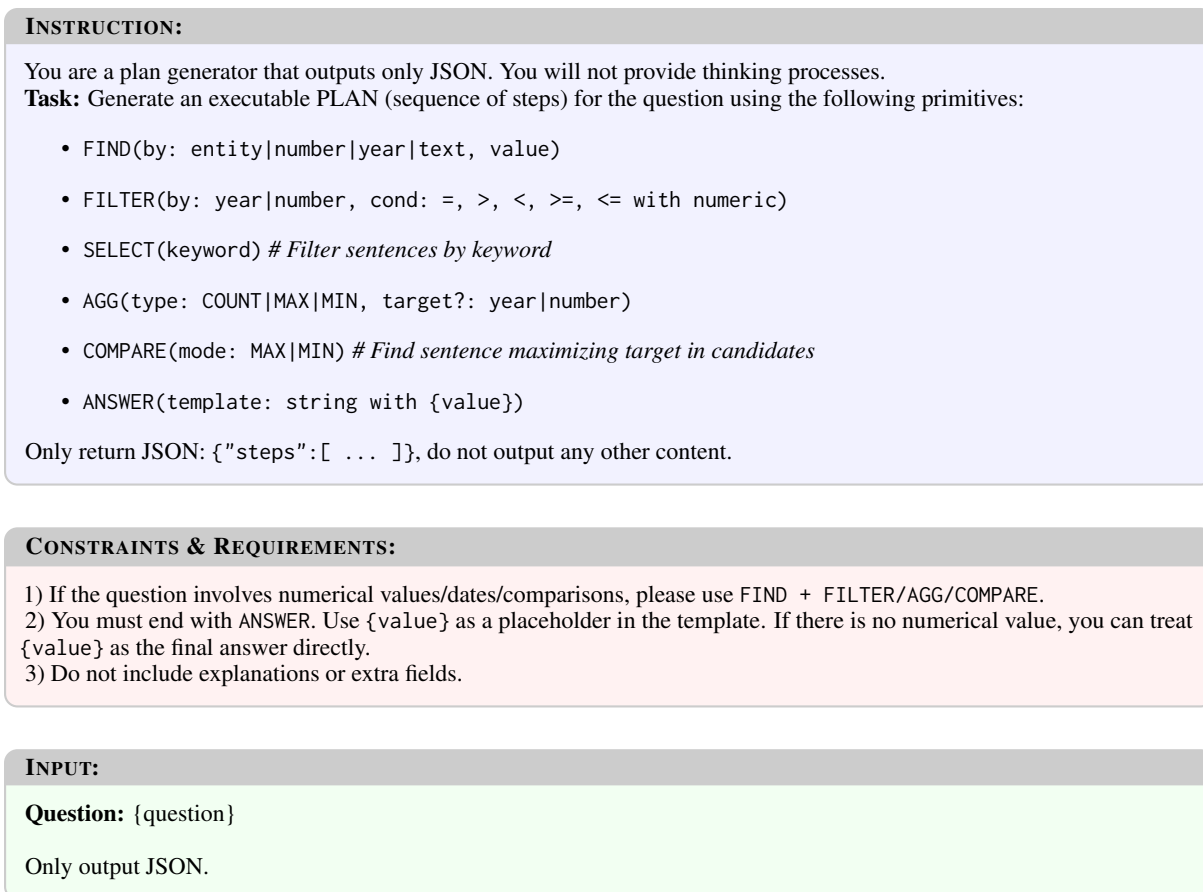 INSTRUCTION:
You are a plan generator that outputs only JSON. You will not provide thinking processes.
Task: Generate an executable PLAN (sequence of steps) for the question using the following primitives:
• FIND(by: entity|number|year|text, value)
• FILTER(by: year|number, cond: =, >, <, >=, <= with numeric)
• SELECT(keyword) # Filter sentences by keyword
• AGG(type: COUNT|MAX|MIN, target?: year|number)
• COMPARE(mode: MAX|MIN) # Find sentence maximizing target in candidates
• ANSWER(template: string with {value})
Only return JSON: {"steps":[ ... ]}, do not output any other content.
CONSTRAINTS & REQUIREMENTS:
1) If the question involves numerical values/dates/comparisons, please use FIND + FILTER/AGG/COMPARE.
2) You must end with ANSWER. Use {value} as a placeholder in the template. If there is no numerical value, you can treat
{value} as the final answer directly.
3) Do not include explanations or extra fields.
INPUT:
Question: {question}
Only output JSON.